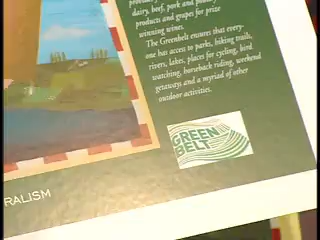 dairy, beef, pork and poultry
products and grapes for prize
winning wines.
The Greenbelt ensures that every-
one has access to parks, hiking trails,
rivers, lakes, places for cycling, bird
watching, horseback riding, weekend
getaways and a myriad of other
outdoor activities.
GREEN
BELT
RALISM